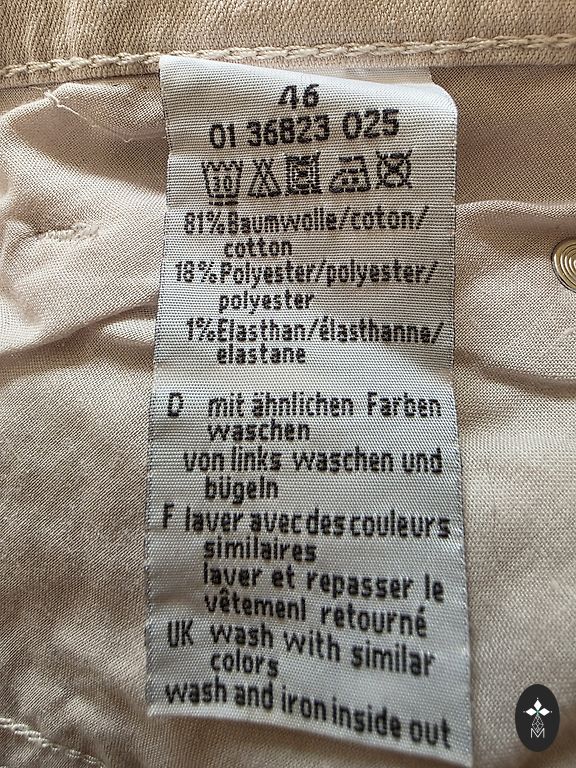 46
01 36823 025
30
81%Baumwolle/coton/
cotton
18%Polyester/polyester/
polyester
1%Elasthan/élasthanne/
elastane
D mit ähnlichen Farben
waschen
von links waschen und
bügeln
F laver avec des couleurs
similaires
laver et repasser le
vêtement retourné
UK wash with similar
colors
wash and iron inside out
M